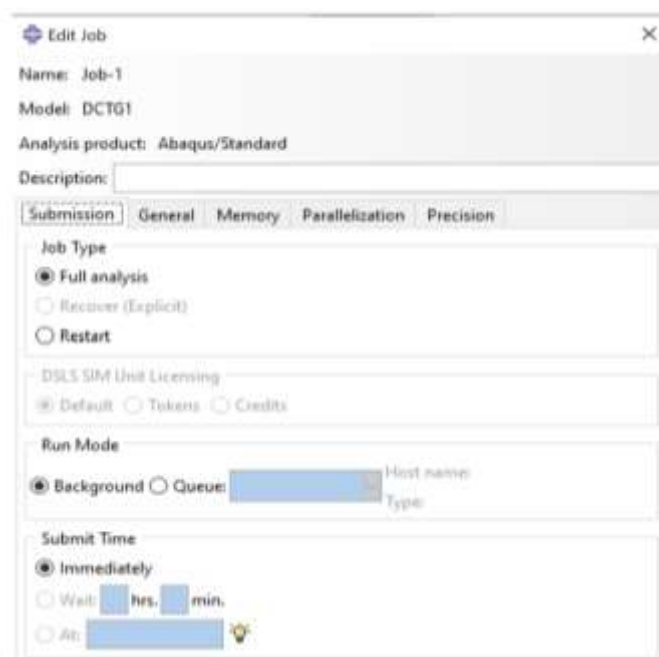 Edit Job
Name: Job-1
Model: DCTG1
Analysis product: Abaqus/Standard
Description:
Submission General Memory Parallelization Precision
Job Type
Full analysis
Recover (Explicit)
Restart
DSLS SIM Unit Licensing
Default Tokens Credits
Run Mode
Background Queue: Host name:
Type:
Submit Time
Immediately
Wait: hrs. min.
At: